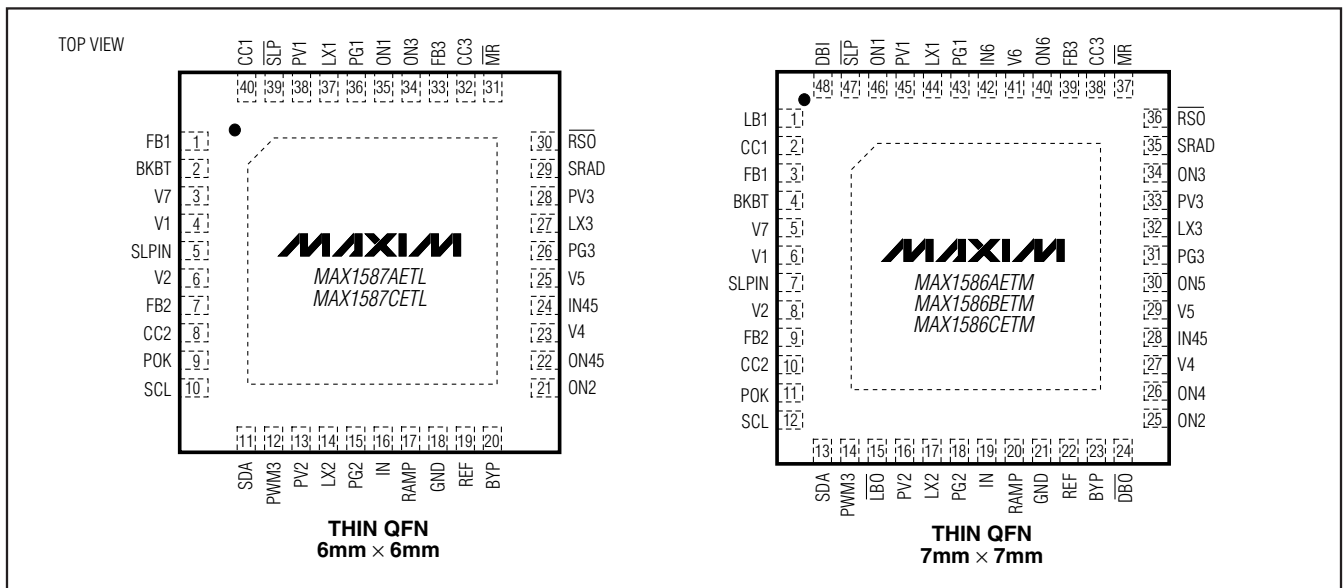 TOP VIEW
CC1
SLP
PV1
LX1
PG1
ON1
ON3
FB3
CC3
MR
40
39
38
37
36
35
34
33
32
31
FB1 1
BKBT 2
V7 3
V1 4
SLPIN 5
V2 6
FB2 7
CC2 8
POK 9
SCL 10
MAXIM
MAX1587AETL
MAX1587CETL
30 RSO
29 SRAD
28 PV3
27 LX3
26 PG3
25 V5
24 IN45
23 V4
22 ON45
21 ON2
11
12
13
14
15
16
17
18
19
20
SDA
PWM3
PV2
LX2
PG2
IN
RAMP
GND
REF
BYP
THIN QFN
6mm × 6mm
DBI
SLP
ON1
PV1
LX1
PG1
IN6
V6
ON6
FB3
CC3
MR
48
47
46
45
44
43
42
41
40
39
38
37
LB1 1
CC1 2
FB1 3
BKBT 4
V7 5
V1 6
SLPIN 7
V2 8
FB2 9
CC2 10
POK 11
SCL 12
MAXIM
MAX1586AETM
MAX1586BETM
MAX1586CETM
36 RSO
35 SRAD
34 ON3
33 PV3
32 LX3
31 PG3
30 ON5
29 V5
28 IN45
27 V4
26 ON4
25 ON2
13
14
15
16
17
18
19
20
21
22
23
24
SDA
PWM3
LBO
PV2
LX2
PG2
IN
RAMP
GND
REF
BYP
DBO
THIN QFN
7mm × 7mm